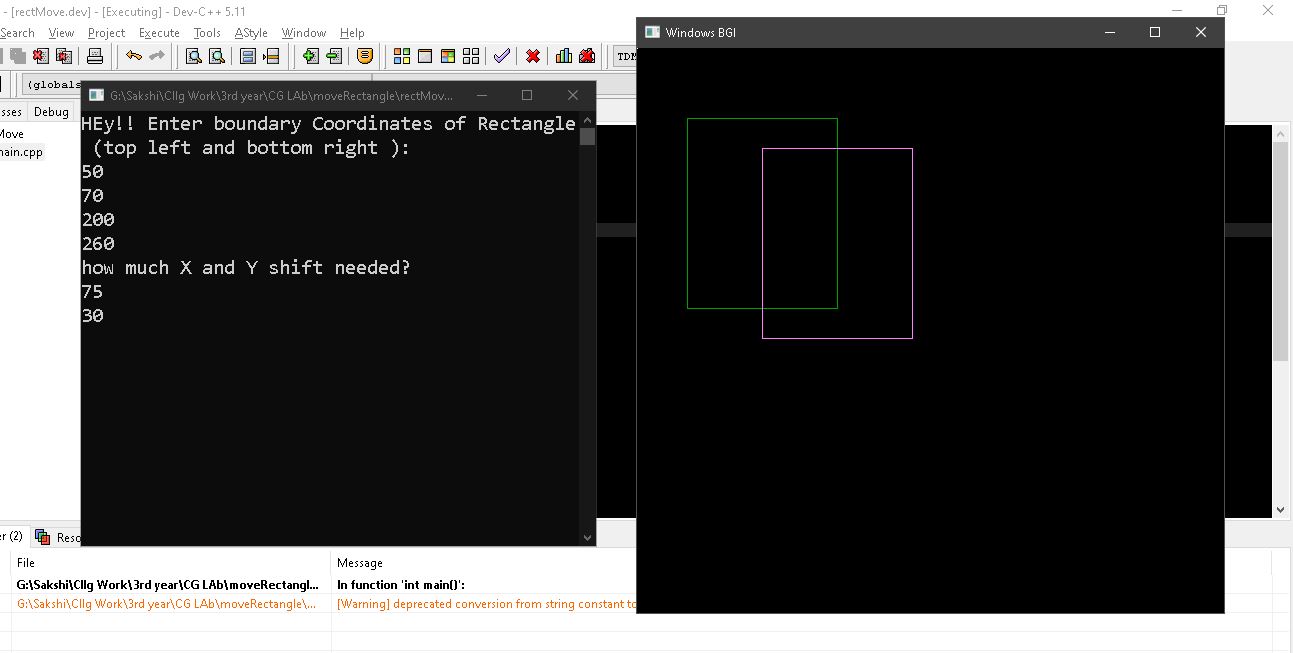 - [rectMove.dev] - [Executing] - Dev-C++ 5.11
Search View Project Execute Tools AStyle Window Help
(globals
TDM
sses Debug
Move
main.cpp
G:\Sakshi\Cllg Work\3rd year\CG LAb\moveRectangle\rectMov...
HEy!! Enter boundary Coordinates of Rectangle
(top left and bottom right ):
50
70
200
260
how much X and Y shift needed?
75
30
Windows BGI
er (2) Reso
File Message
G:\Sakshi\Cllg Work\3rd year\CG LAb\moveRectangl... In function 'int main()':
G:\Sakshi\Cllg Work\3rd year\CG LAb\moveRectangle\... [Warning] deprecated conversion from string constant to